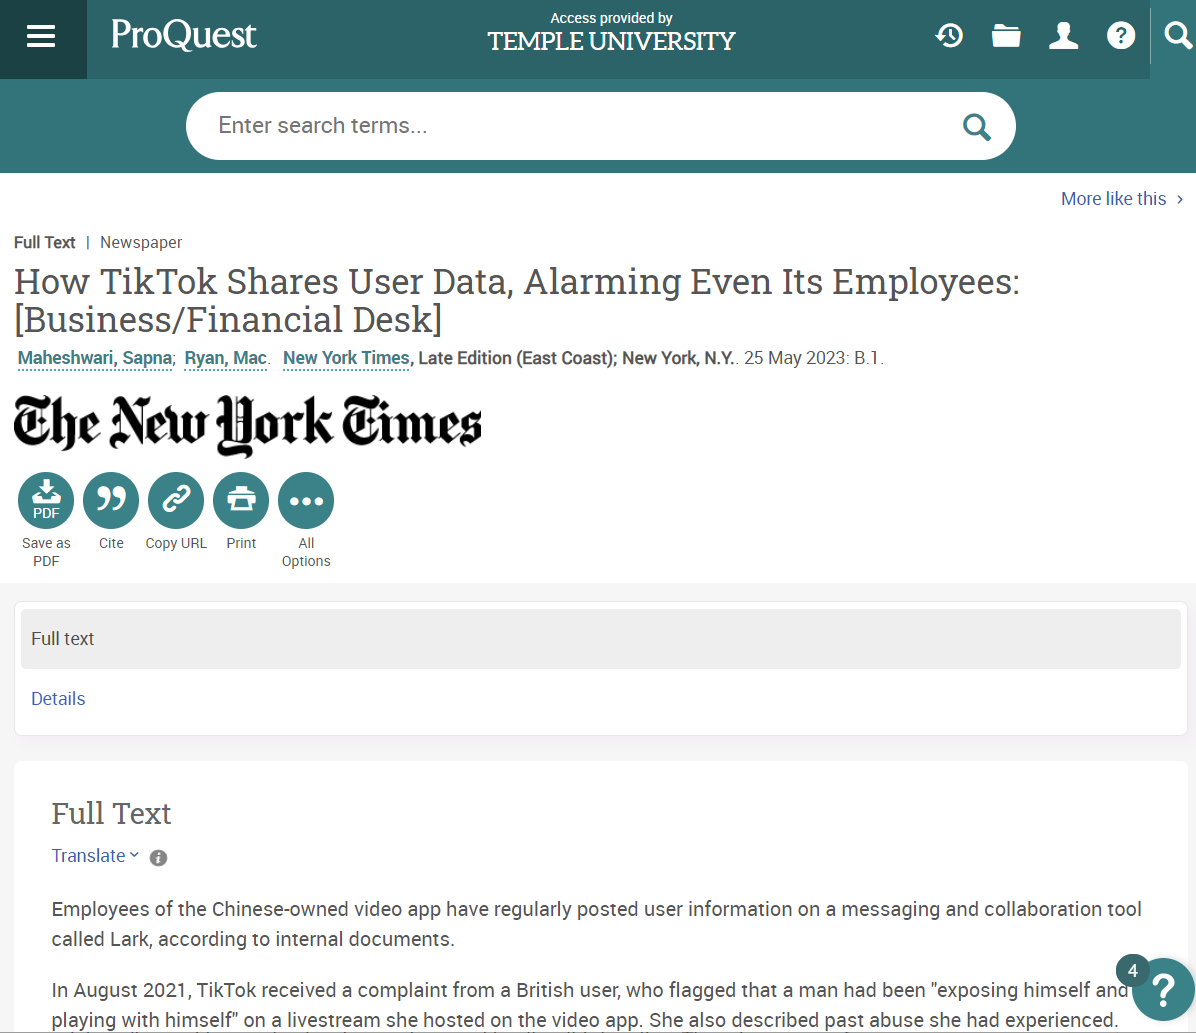 ProQuest
Access provided by
TEMPLE UNIVERSITY
?
Enter search terms...
More like this >
Full Text | Newspaper
How TikTok Shares User Data, Alarming Even Its Employees:
[Business/Financial Desk]
Maheshwari, Sapna; Ryan, Mac. New York Times, Late Edition (East Coast); New York, N.Y.. 25 May 2023: B.1.
The New York Times
PDF
Save as PDF
Cite
Copy URL
Print
All Options
Full text
Details
Full Text
Translate
i
Employees of the Chinese-owned video app have regularly posted user information on a messaging and collaboration tool
called Lark, according to internal documents.
In August 2021, TikTok received a complaint from a British user, who flagged that a man had been "exposing himself and
playing with himself" on a livestream she hosted on the video app. She also described past abuse she had experienced.
4
?